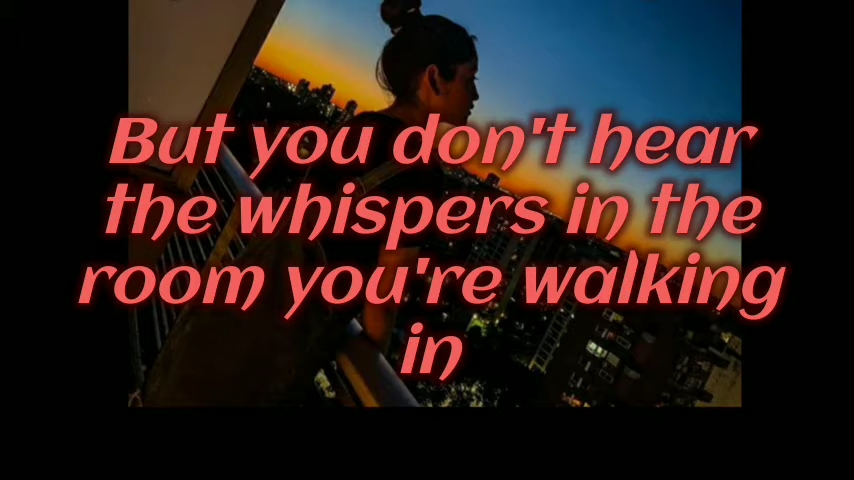 But you don't hear
the whispers in the
room you're walking
in